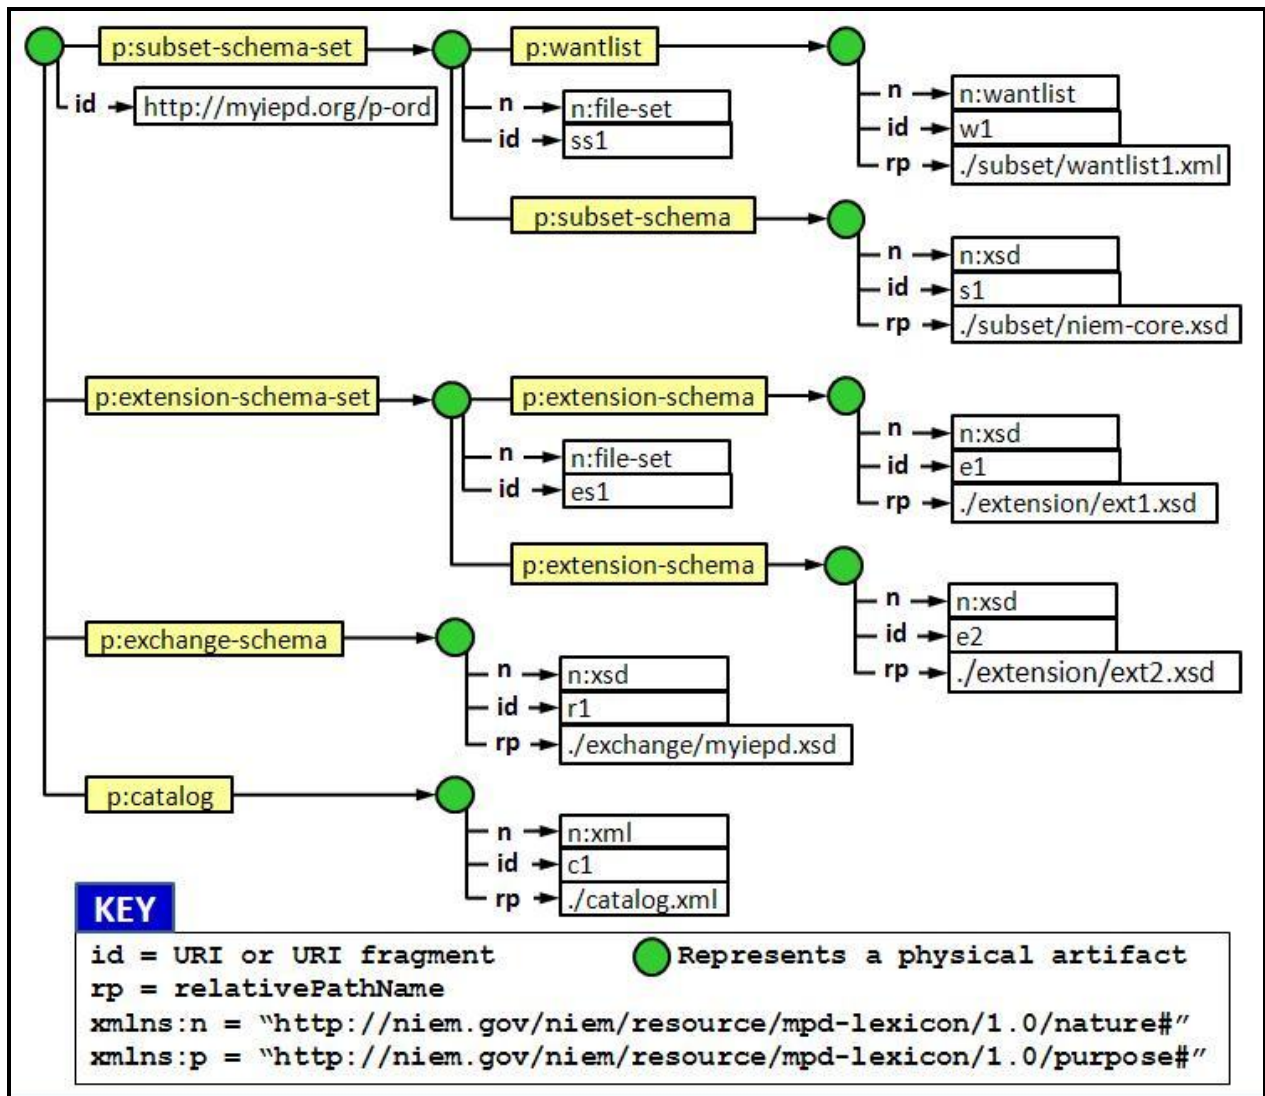 p:subset-schema-set
p:wantlist
id
http://myiepd.org/p-ord
n
n:file-set
id
ss1
n
n:wantlist
id
w1
rp
./subset/wantlist1.xml
p:subset-schema
n
n:xsd
id
s1
rp
./subset/niem-core.xsd
p:extension-schema-set
p:extension-schema
n
n:file-set
id
es1
n
n:xsd
id
e1
rp
./extension/ext1.xsd
p:extension-schema
n
n:xsd
id
e2
rp
./extension/ext2.xsd
p:exchange-schema
n
n:xsd
id
r1
rp
./exchange/myiepd.xsd
p:catalog
n
n:xml
id
c1
rp
./catalog.xml
KEY
id = URI or URI fragment
Represents a physical artifact
rp = relativePathName
xmlns:n = “http://niem.gov/niem/resource/mpd-lexicon/1.0/nature#”
xmlns:p = “http://niem.gov/niem/resource/mpd-lexicon/1.0/purpose#”